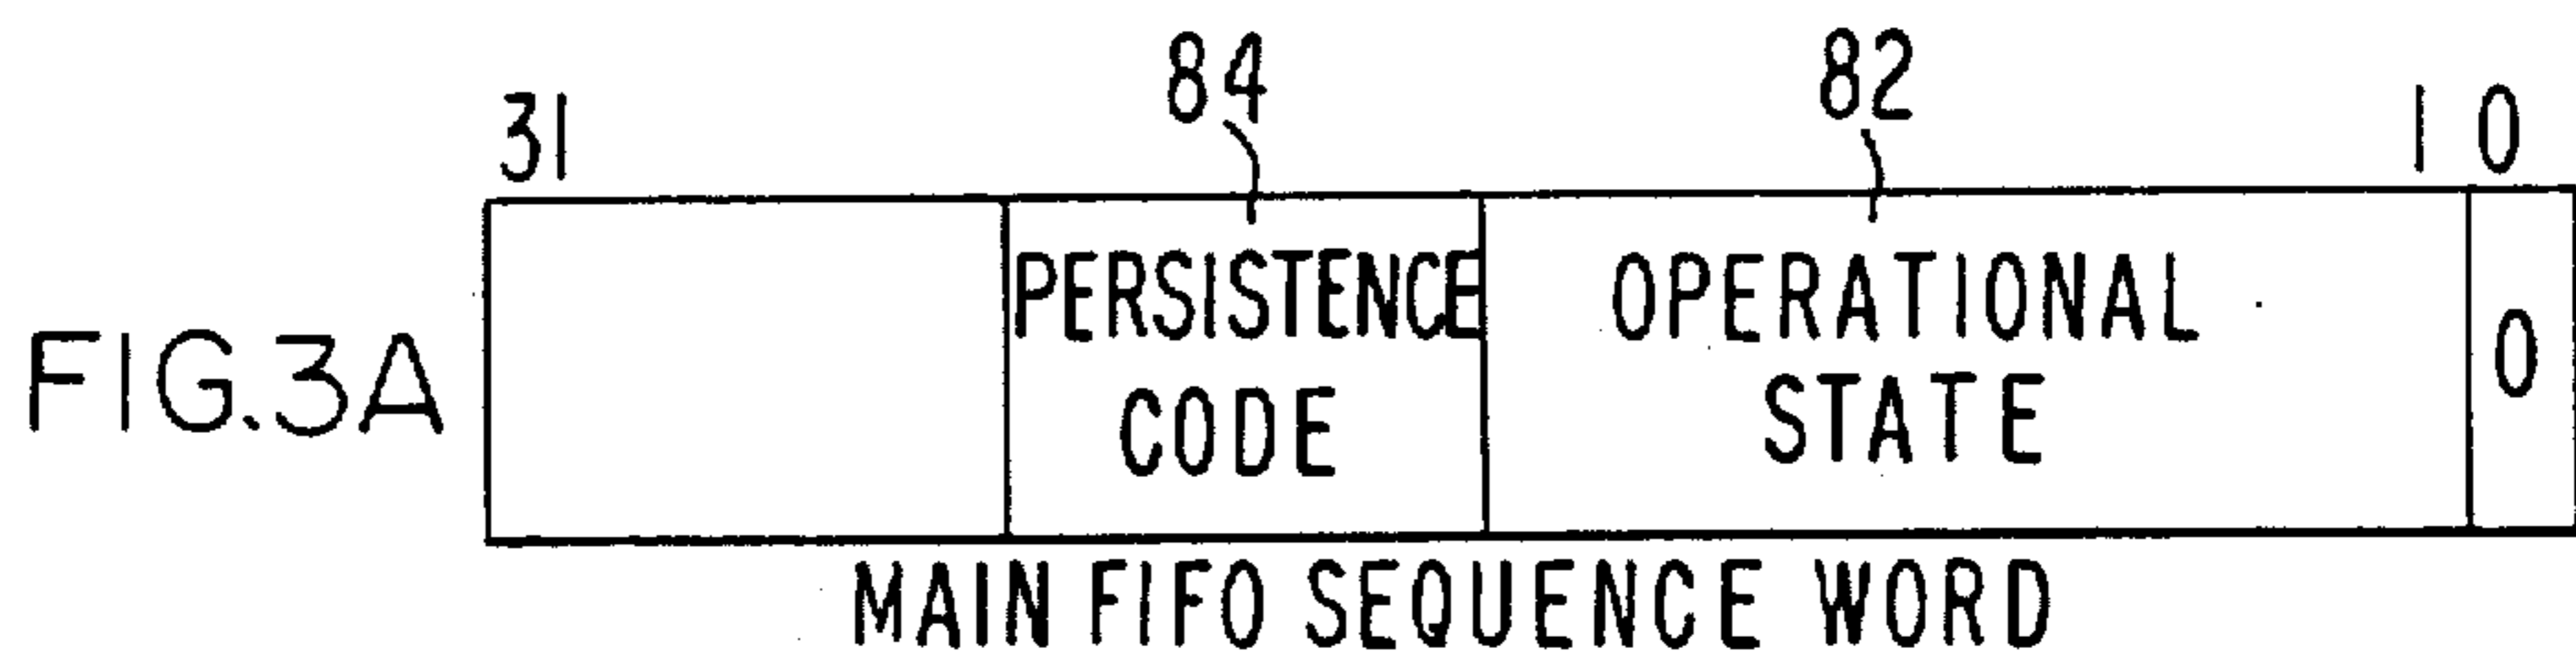 84 82
31 1 0
PERSISTENCE OPERATIONAL
FIG.3A CODE STATE 0
MAIN FIFO SEQUENCE WORD